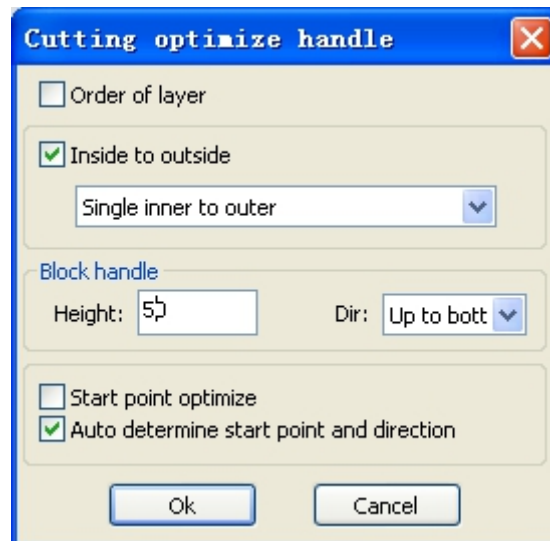 Cutting optimize handle
Order of layer
Inside to outside
Single inner to outer
Block handle
Height: Dir: Up to bott
Start point optimize
Auto determine start point and direction
Ok Cancel